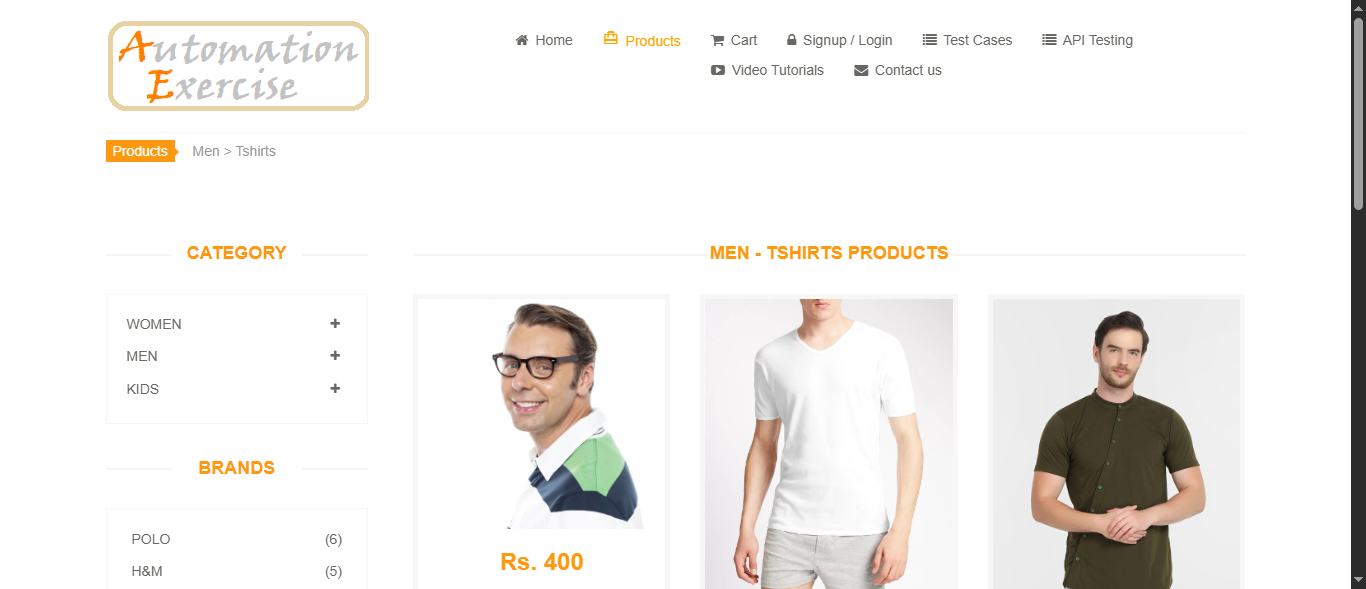 Automation
Exercise
Home
Products
Cart
Signup / Login
Test Cases
API Testing
Video Tutorials
Contact us
Products
Men > Tshirts
CATEGORY
WOMEN
MEN
KIDS
BRANDS
POLO (6)
H&M (5)
MEN - TSHIRTS PRODUCTS
Rs. 400